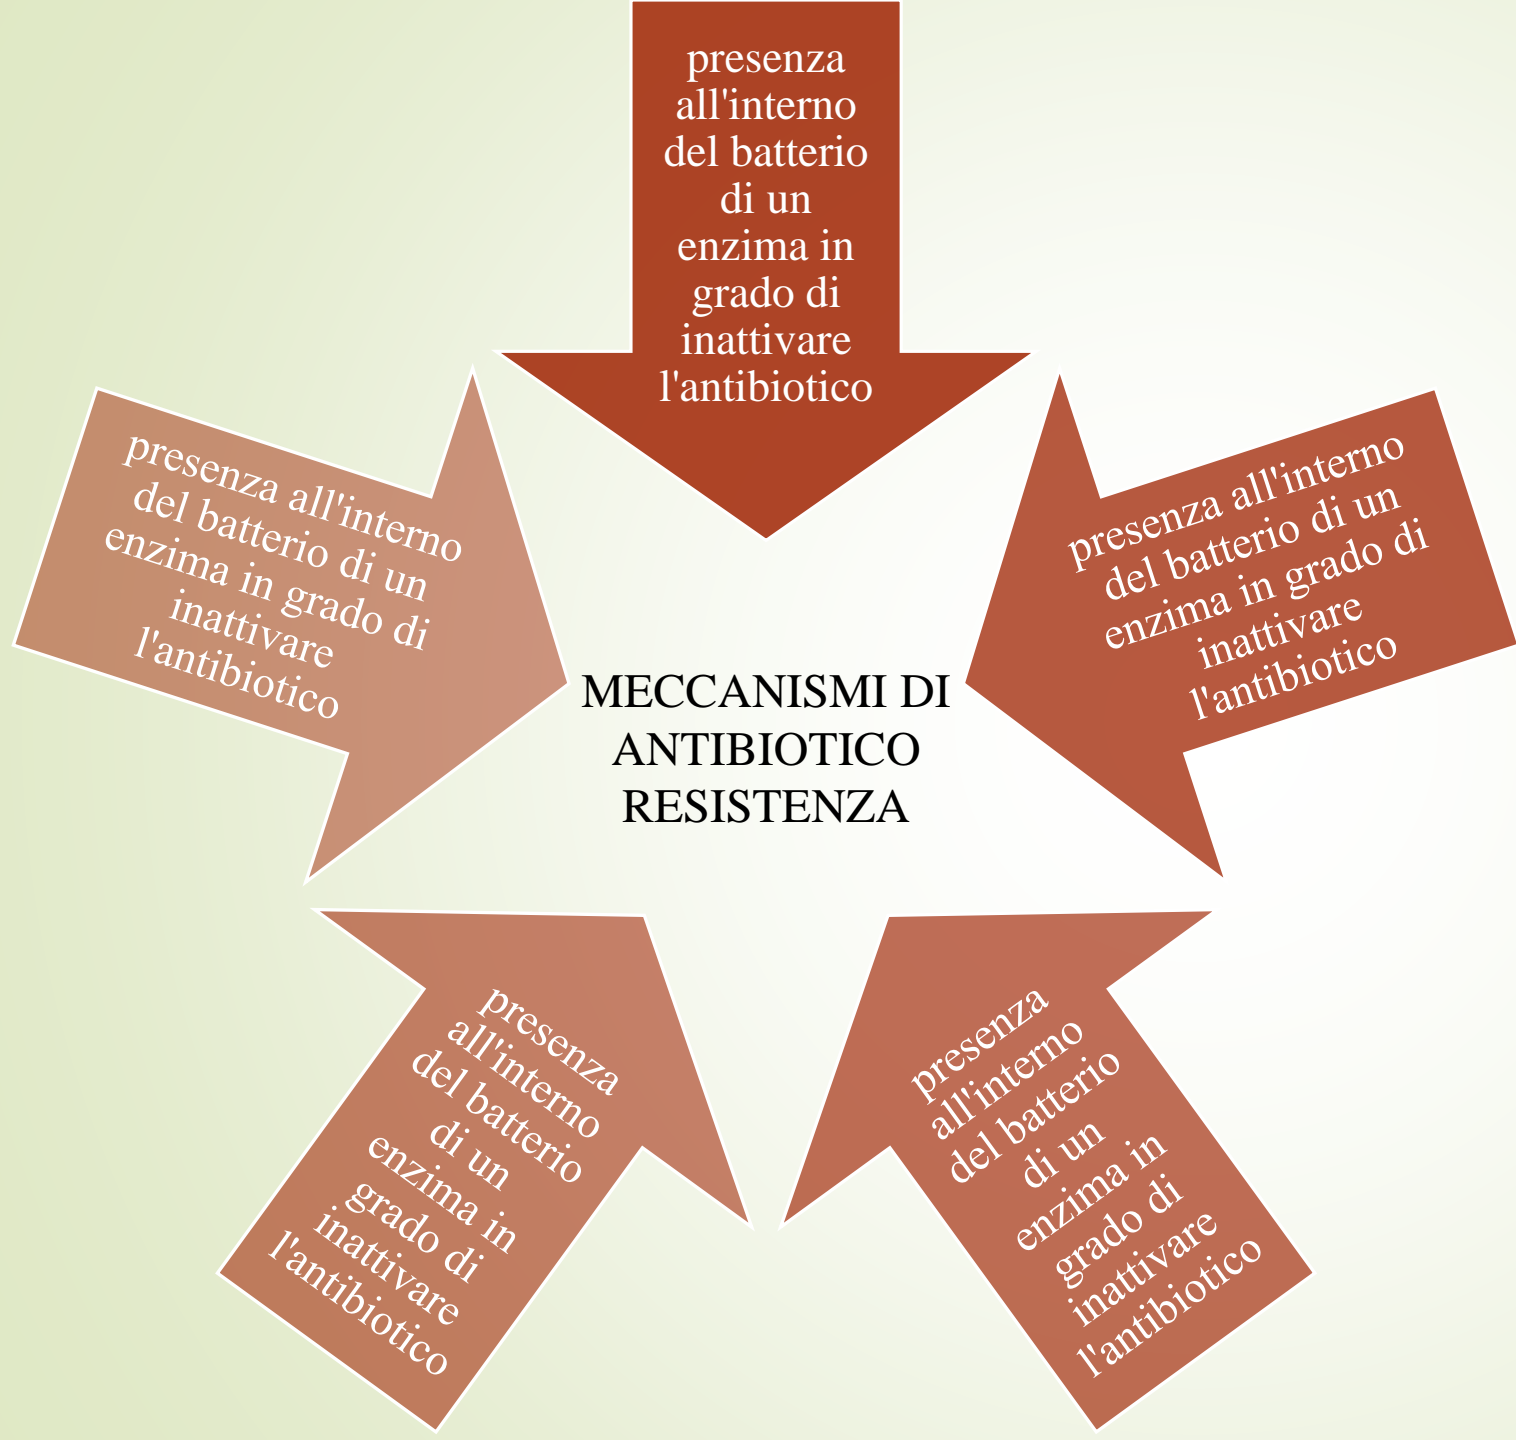 presenza
all'interno
del batterio
di un
enzima in
grado di
inattivare
l'antibiotico
presenza all'interno
del batterio di un
enzima in grado di
inattivare
l'antibiotico
presenza all'interno
del batterio di un
enzima in grado di
inattivare
l'antibiotico
MECCANISMI DI
ANTIBIOTICO
RESISTENZA
presenza
all'interno
del batterio
di un
enzima in
grado di
inattivare
l'antibiotico
presenza
all'interno
del batterio
di un
enzima in
grado di
inattivare
l'antibiotico